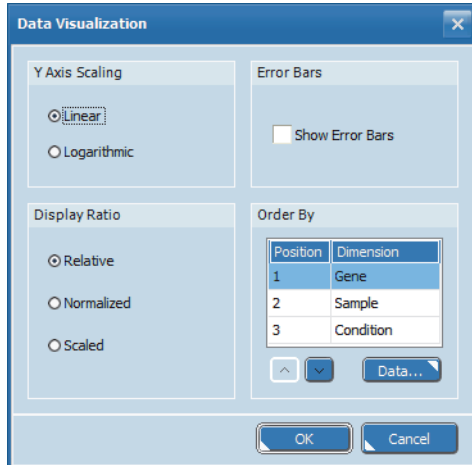 Data Visualization
Y Axis Scaling
Linear
Logarithmic
Error Bars
Show Error Bars
Display Ratio
Relative
Normalized
Scaled
Order By
Position Dimension
1 Gene
2 Sample
3 Condition
Data...
OK Cancel